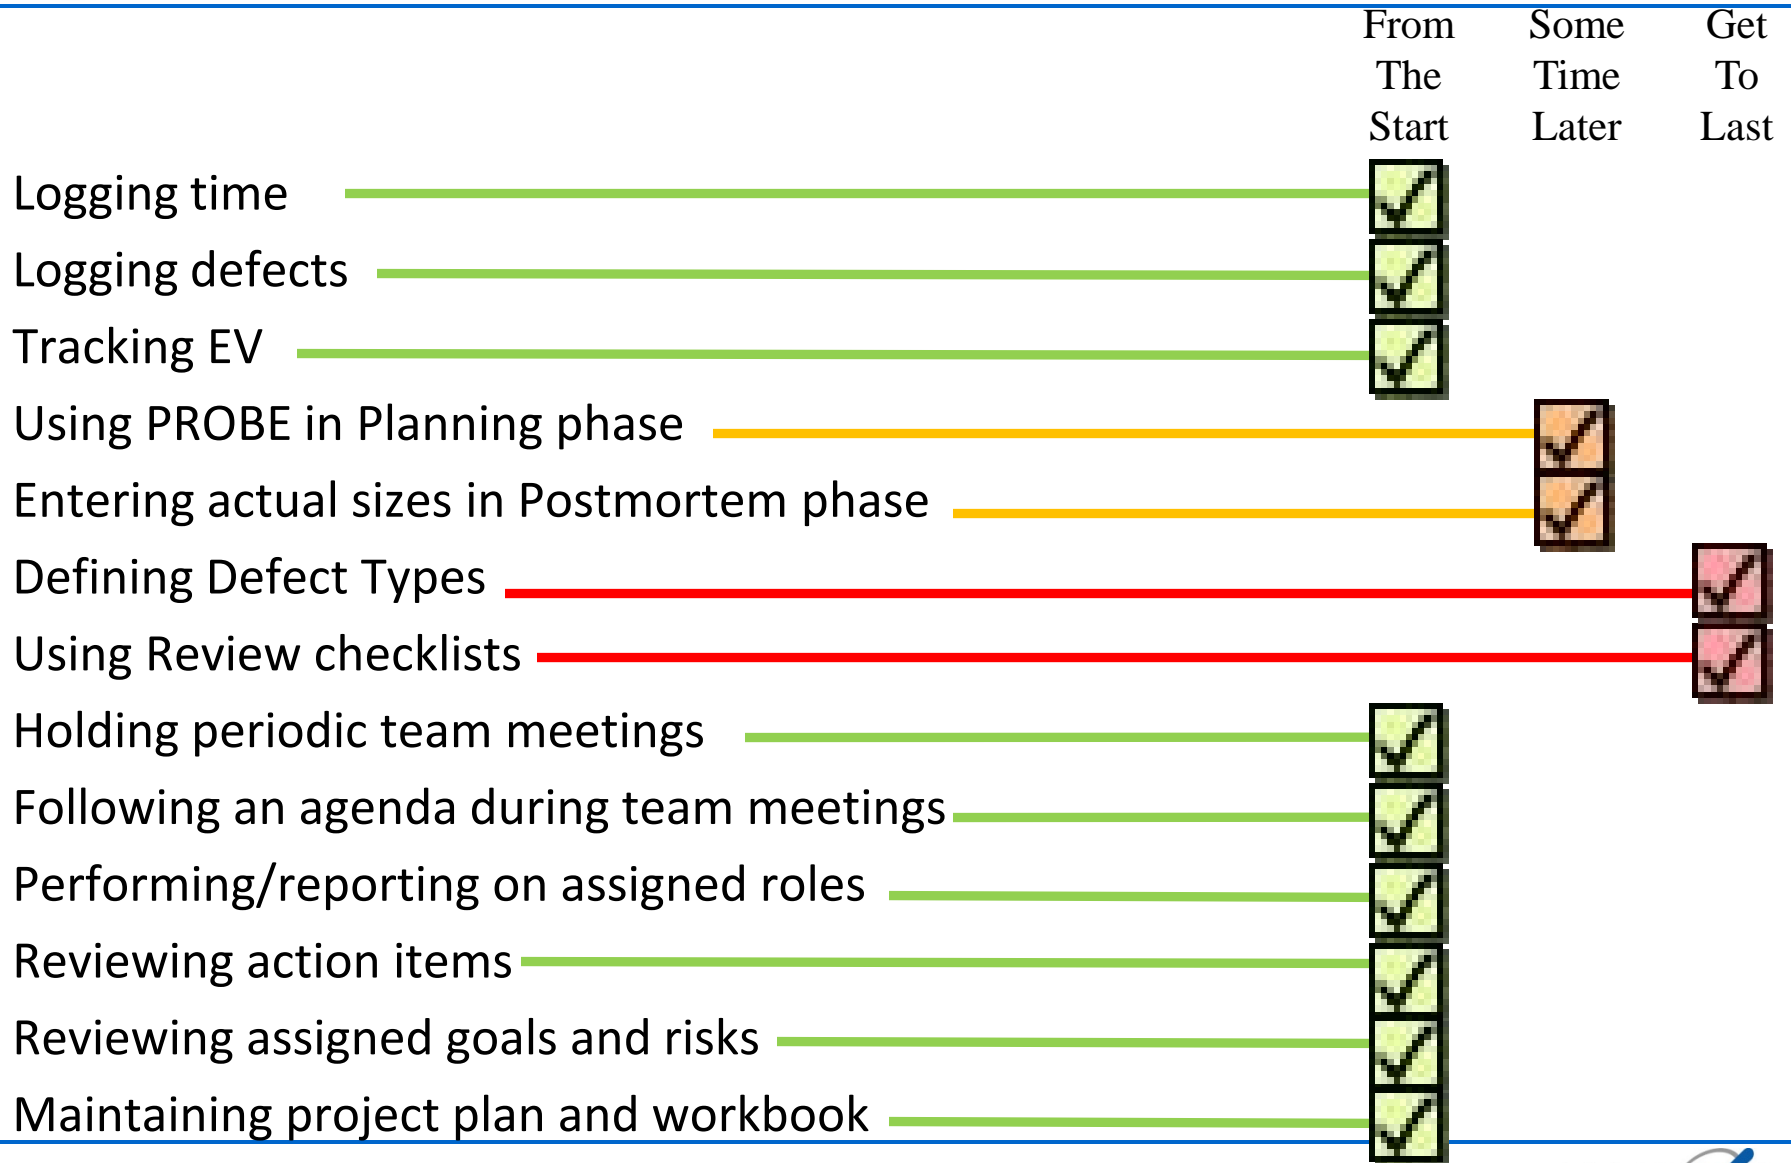 From Some Get
The Time To
Start Later Last
Logging time
Logging defects
Tracking EV
Using PROBE in Planning phase
Entering actual sizes in Postmortem phase
Defining Defect Types
Using Review checklists
Holding periodic team meetings
Following an agenda during team meetings
Performing/reporting on assigned roles
Reviewing action items
Reviewing assigned goals and risks
Maintaining project plan and workbook